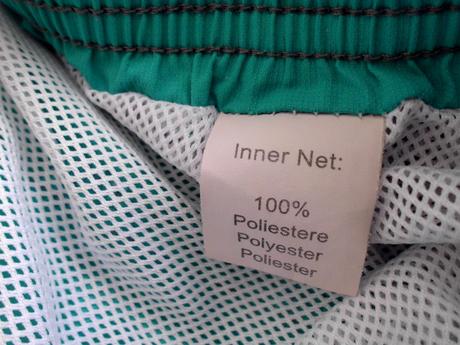 Inner Net:
100%
Poliestere
Polyester
Poliester